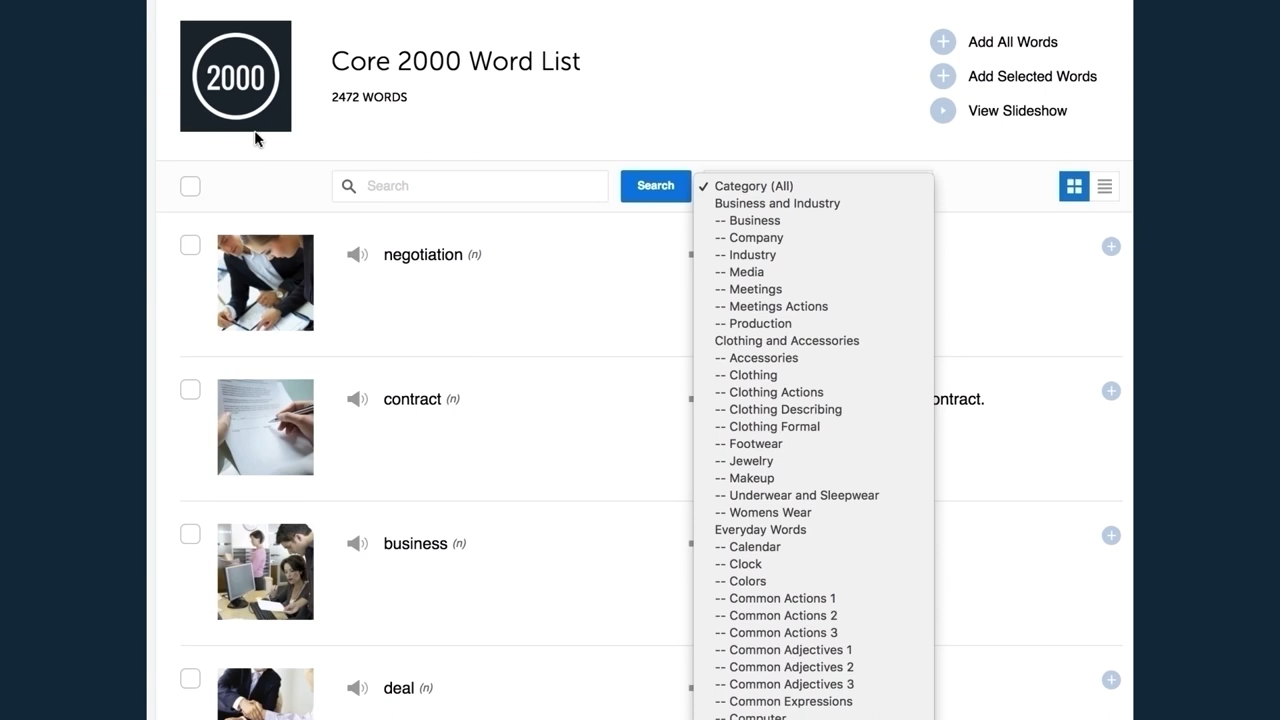 2000
Core 2000 Word List
2472 WORDS
Add All Words
Add Selected Words
View Slideshow
Search
Search
✓ Category (All)
Business and Industry
-- Business
-- Company
-- Industry
-- Media
-- Meetings
-- Meetings Actions
-- Production
Clothing and Accessories
-- Accessories
-- Clothing
-- Clothing Actions
-- Clothing Describing
-- Clothing Formal
-- Footwear
-- Jewelry
-- Makeup
-- Underwear and Sleepwear
-- Womens Wear
Everyday Words
-- Calendar
-- Clock
-- Colors
-- Common Actions 1
-- Common Actions 2
-- Common Actions 3
-- Common Adjectives 1
-- Common Adjectives 2
-- Common Adjectives 3
-- Common Expressions
-- Computer
negotiation (n)
contract (n)
ontract.
business (n)
deal (n)